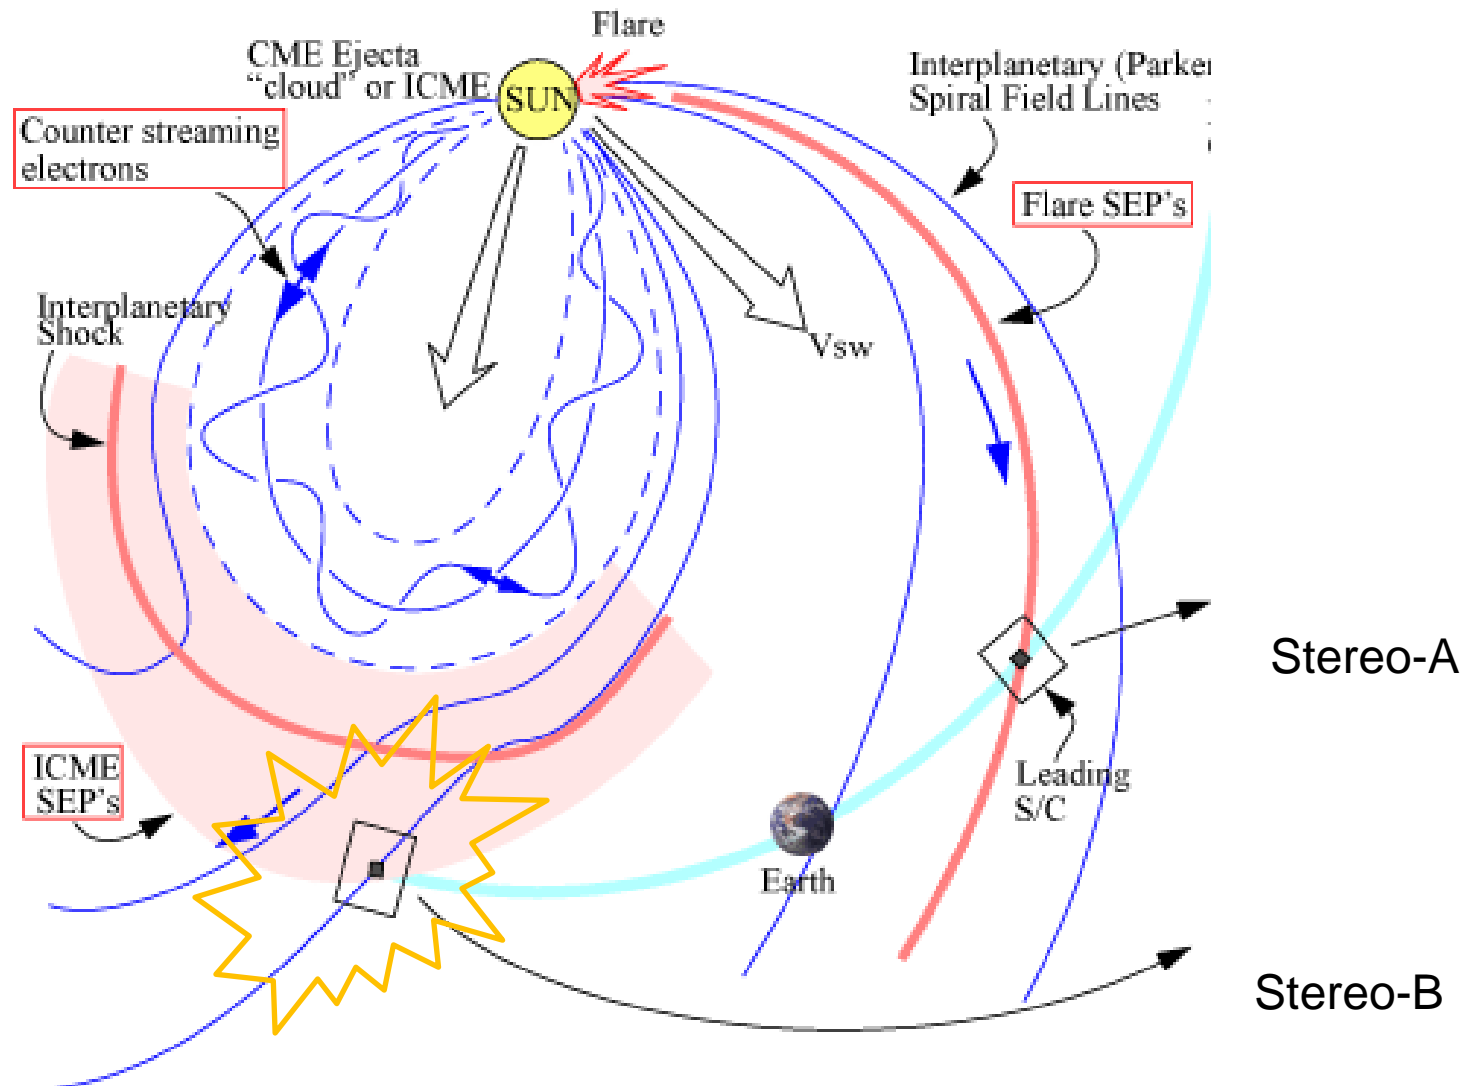 Flare
CME Ejecta
“cloud” or ICME
SUN
Interplanetary (Parker
Spiral Field Lines
Counter streaming
electrons
Flare SEP's
Interplanetary
Shock
Vsw
Stereo-A
ICME
SEP's
Leading
S/C
Earth
Stereo-B